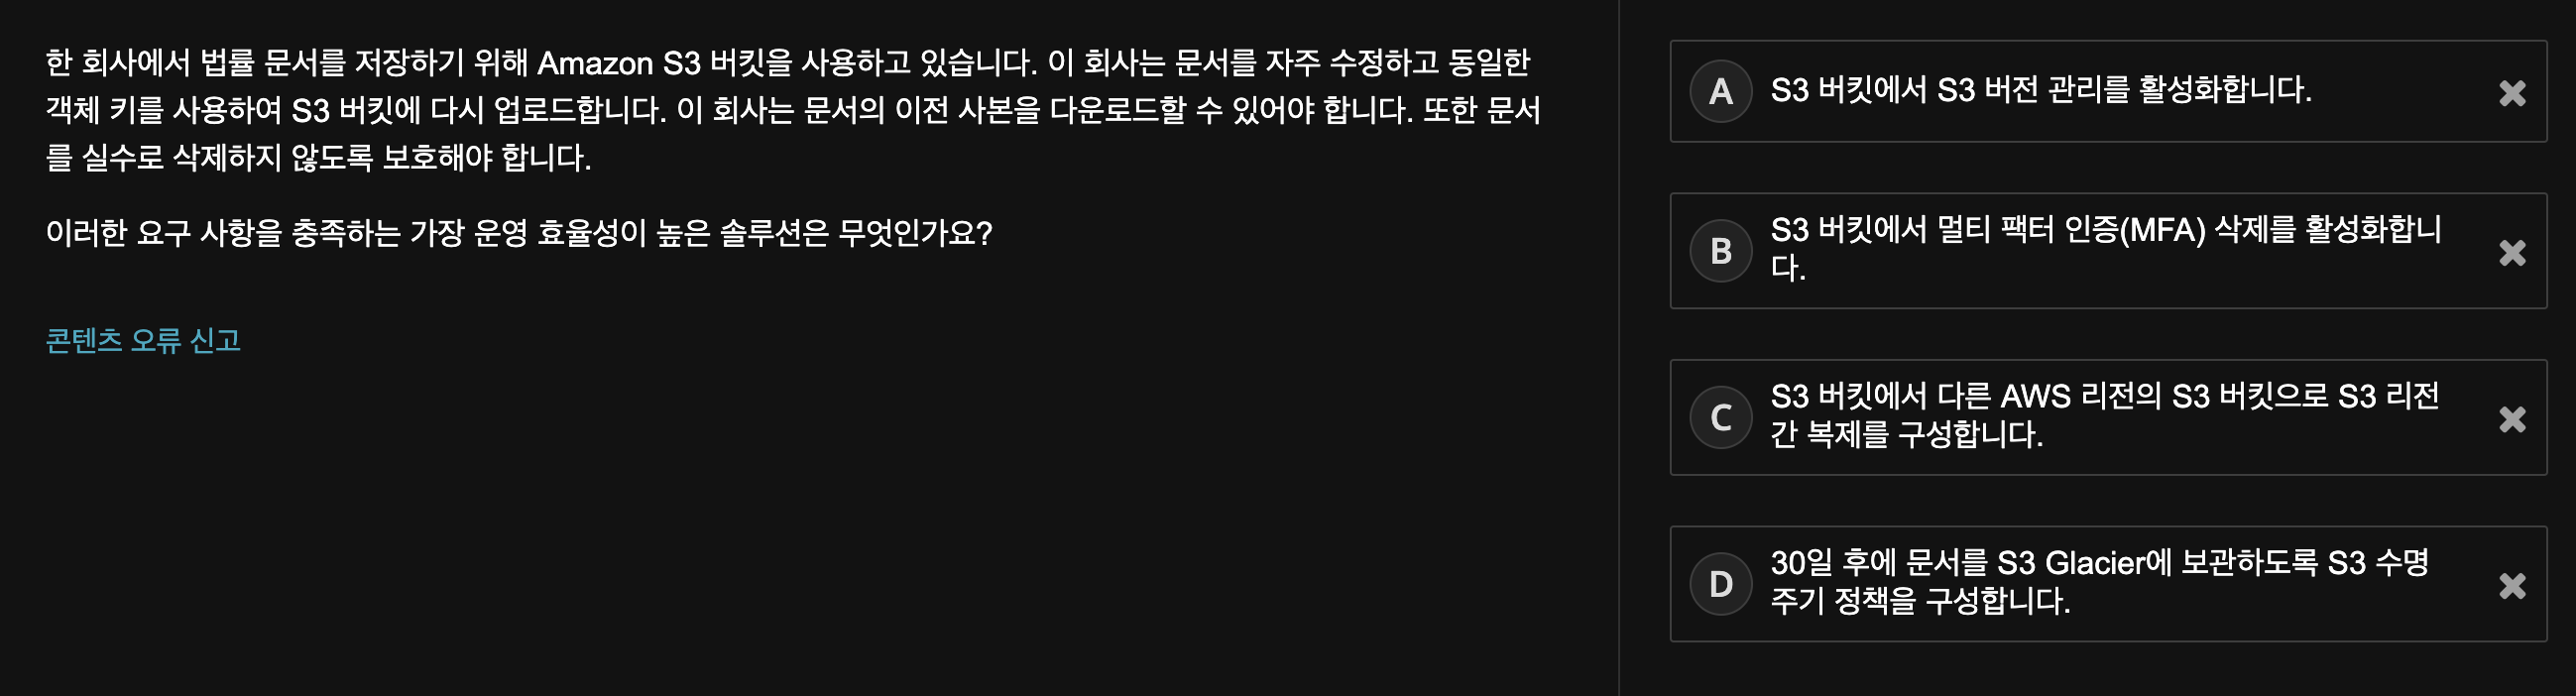 한 회사에서 법률 문서를 저장하기 위해 Amazon S3 버킷을 사용하고 있습니다. 이 회사는 문서를 자주 수정하고 동일한
객체 키를 사용하여 S3 버킷에 다시 업로드합니다. 이 회사는 문서의 이전 사본을 다운로드할 수 있어야 합니다. 또한 문서
를 실수로 삭제하지 않도록 보호해야 합니다.
이러한 요구 사항을 충족하는 가장 운영 효율성이 높은 솔루션은 무엇인가요?
콘텐츠 오류 신고
A
S3 버킷에서 S3 버전 관리를 활성화합니다.
B
S3 버킷에서 멀티 팩터 인증(MFA) 삭제를 활성화합니
다.
C
S3 버킷에서 다른 AWS 리전의 S3 버킷으로 S3 리전
간 복제를 구성합니다.
D
30일 후에 문서를 S3 Glacier에 보관하도록 S3 수명
주기 정책을 구성합니다.